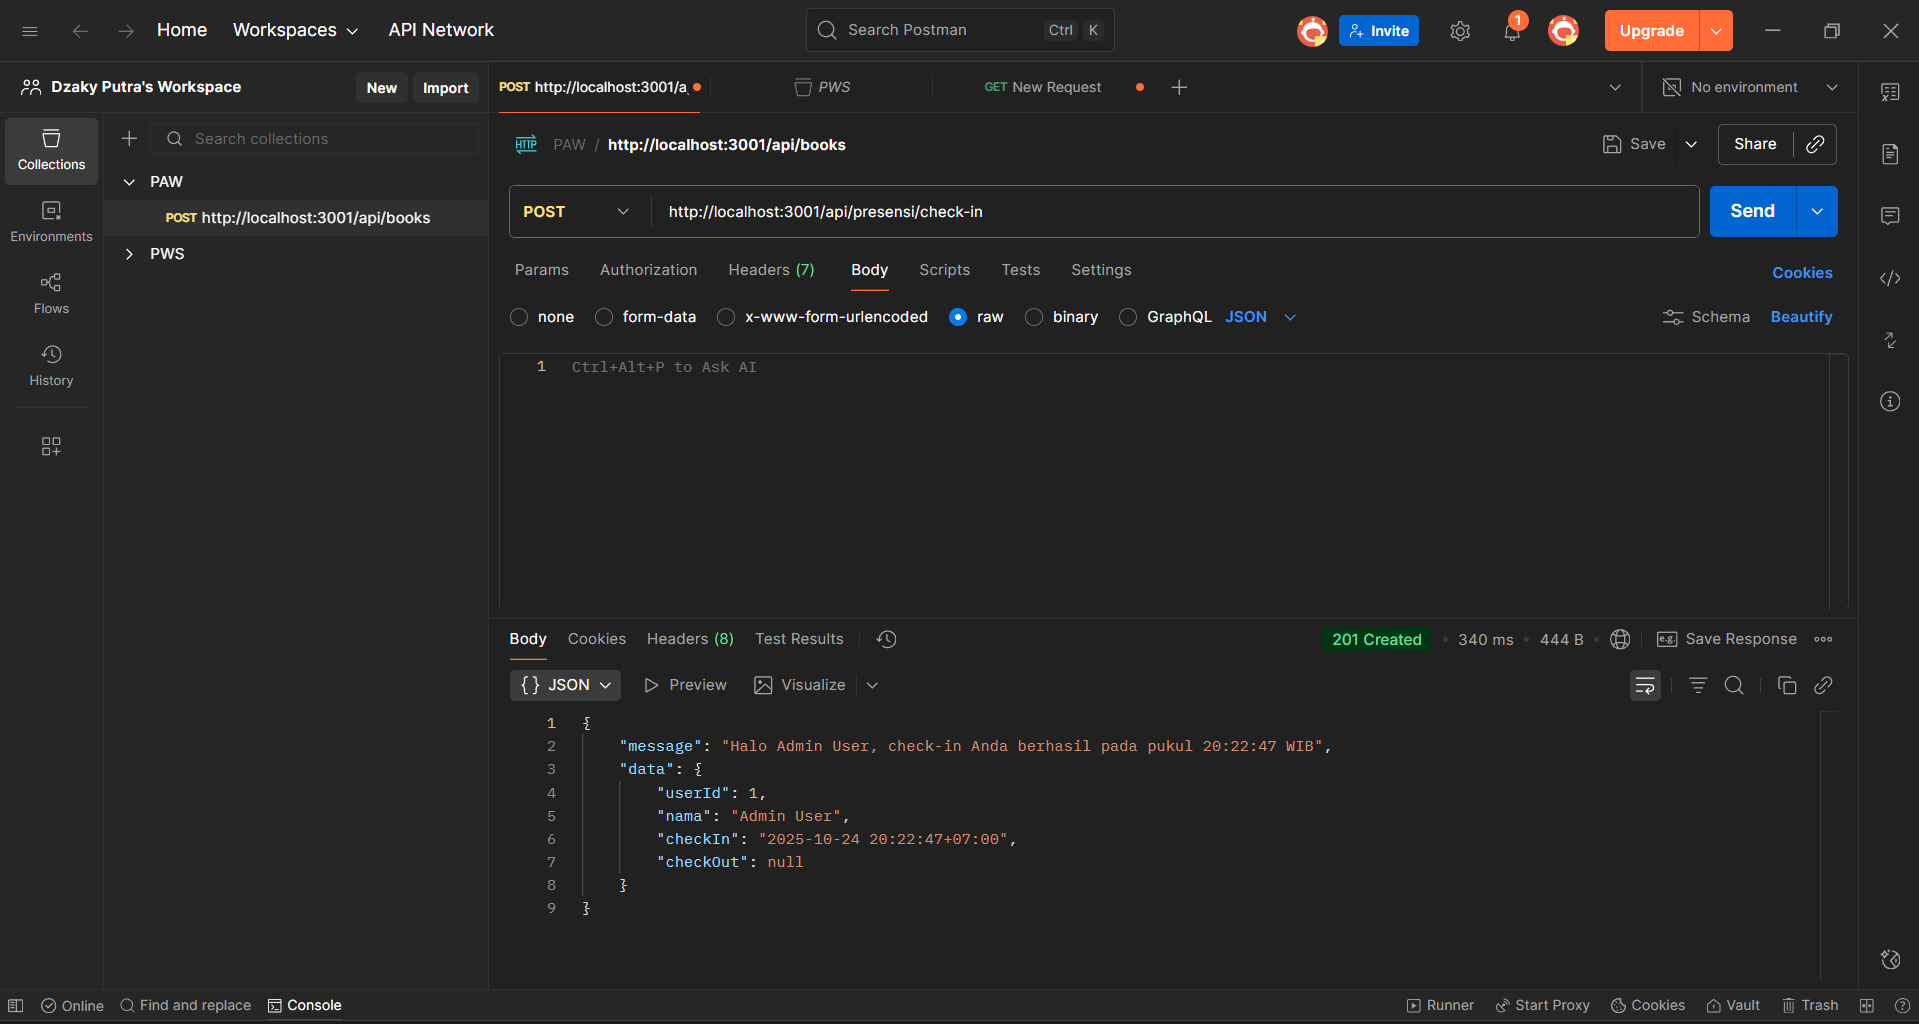 Home Workspaces API Network Search Postman Ctrl K Invite 1 Upgrade
Dzaky Putra's Workspace New Import POST http://localhost:3001/a PWS GET New Request No environment
Collections
Search collections
PAW
POST http://localhost:3001/api/books
PWS
Environments
Flows
History
HTTP PAW / http://localhost:3001/api/books Save Share
POST http://localhost:3001/api/presensi/check-in Send
Params Authorization Headers (7) Body Scripts Tests Settings Cookies
none form-data x-www-form-urlencoded raw binary GraphQL JSON Schema Beautify
1 Ctrl+Alt+P to Ask AI
Body Cookies Headers (8) Test Results 201 Created • 340 ms • 444 B • e.g. Save Response
{} JSON Preview Visualize
1 {
2 "message": "Halo Admin User, check-in Anda berhasil pada pukul 20:22:47 WIB",
3 "data": {
4 "userId": 1,
5 "nama": "Admin User",
6 "checkIn": "2025-10-24 20:22:47+07:00",
7 "checkOut": null
8 }
9 }
Online Find and replace Console Runner Start Proxy Cookies Vault Trash